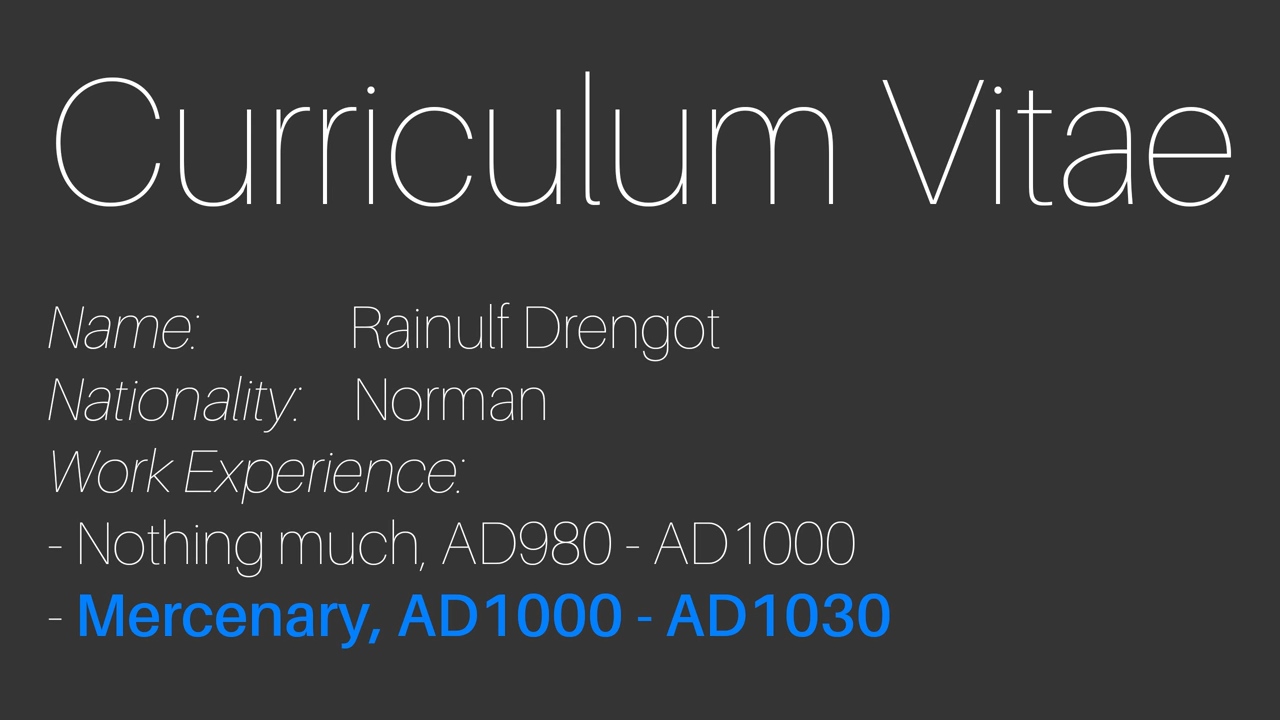 Curriculum Vitae
Name: Rainulf Drengot
Nationality: Norman
Work Experience:
- Nothing much, AD980 - AD1000
- Mercenary, AD1000 - AD1030